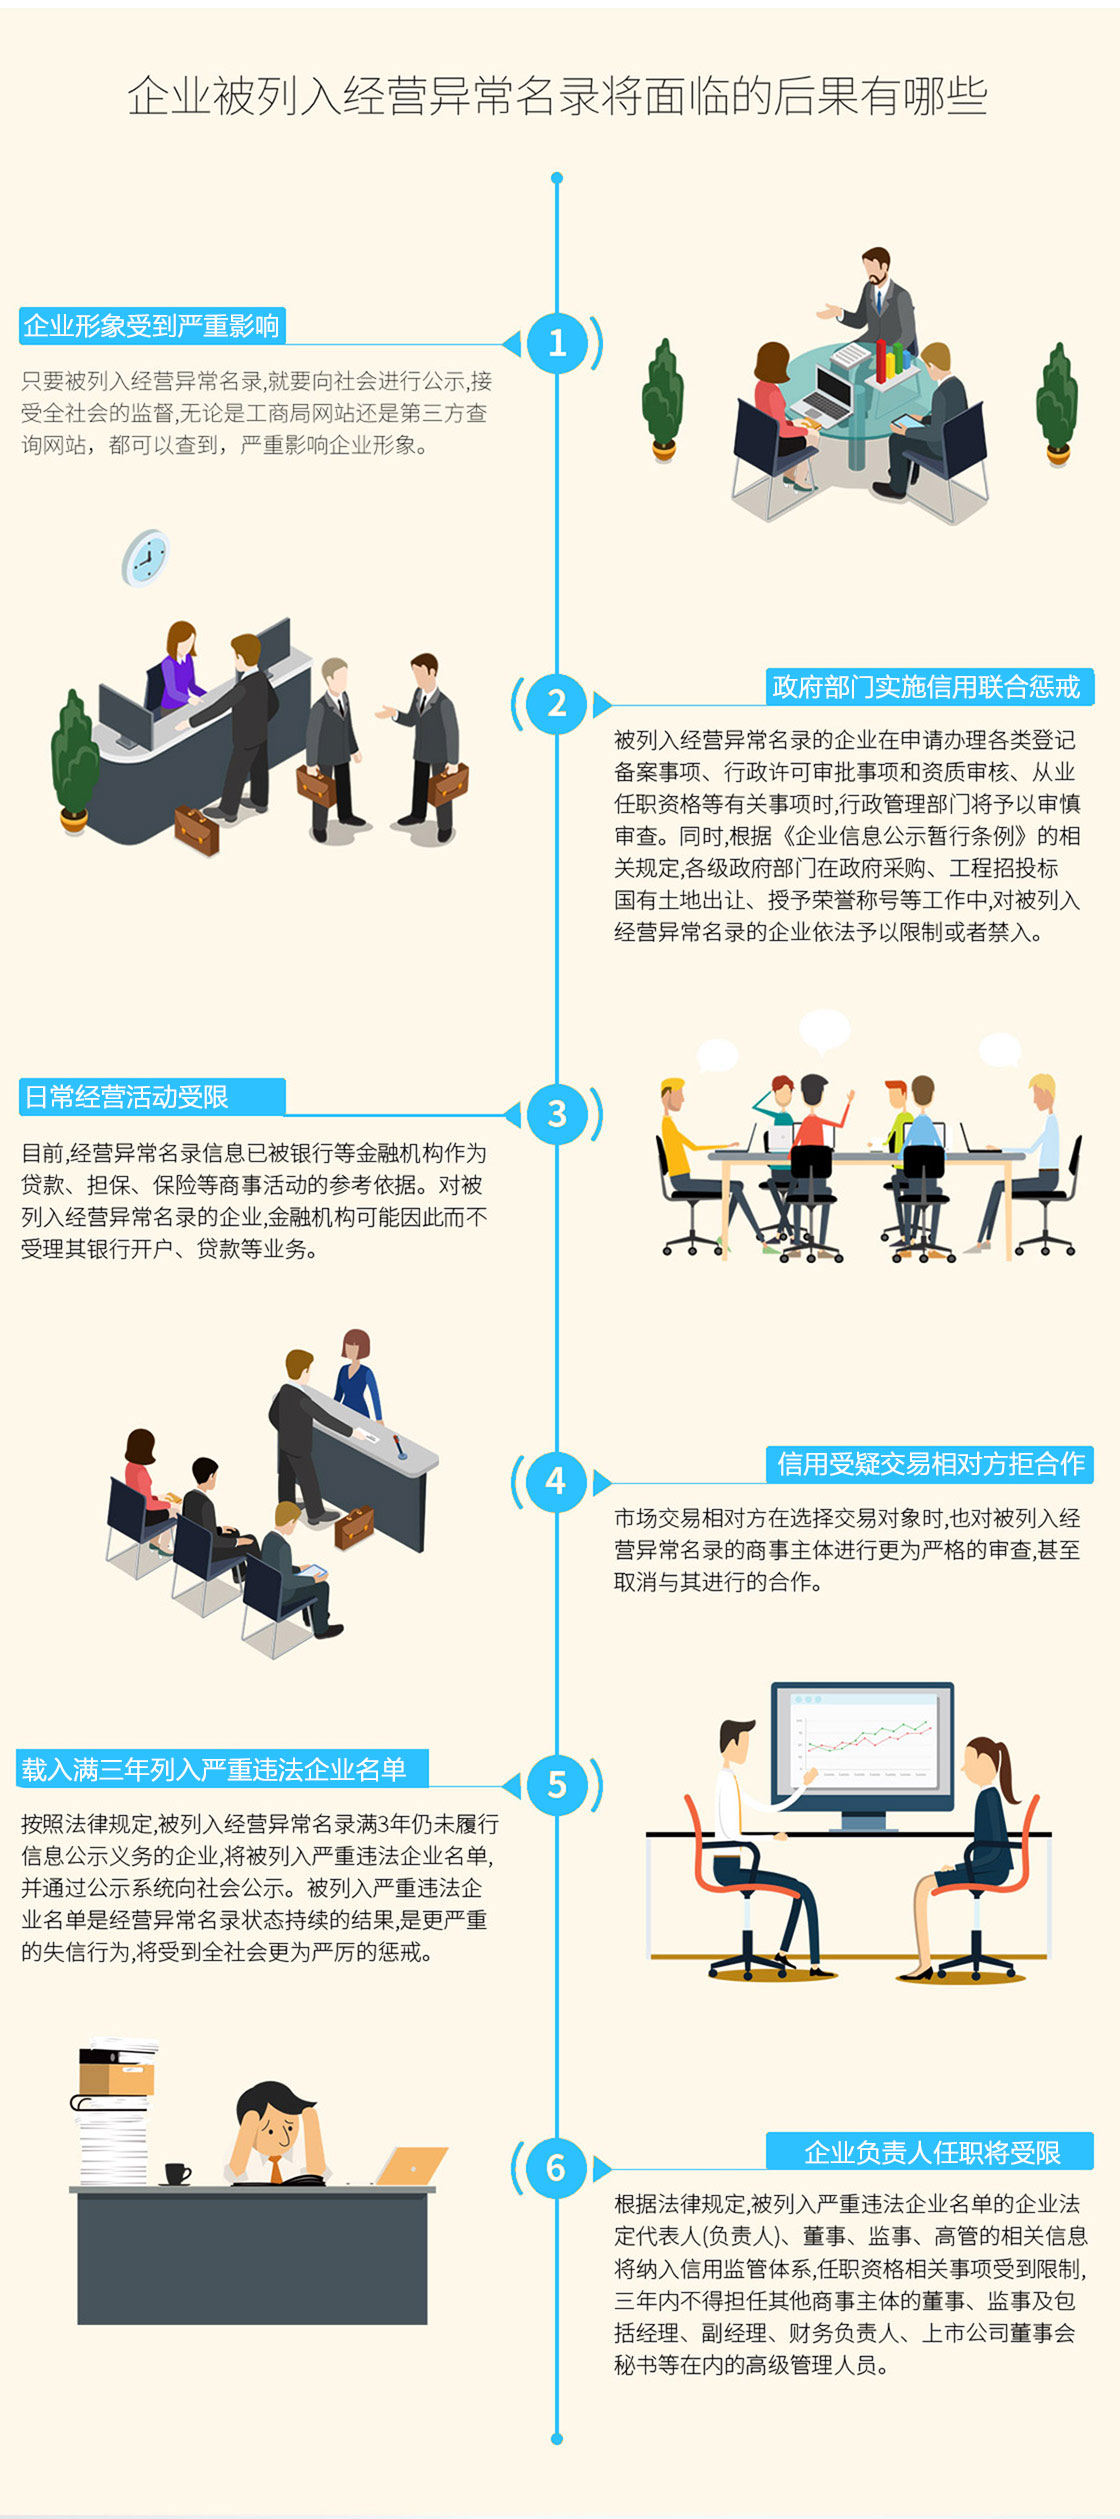 企业被列入经营异常名录将面临的后果有哪些
1
企业形象受到严重影响
只要被列入经营异常名录,就要向社会进行公示,接
受全社会的监督,无论是工商局网站还是第三方查
询网站，都可以查到，严重影响企业形象。
2
政府部门实施信用联合惩戒
被列入经营异常名录的企业在申请办理各类登记
备案事项、行政许可审批事项和资质审核、从业
任职资格等有关事项时,行政管理部门将予以审慎
审查。同时,根据《企业信息公示暂行条例》的相
关规定,各级政府部门在政府采购、工程招投标
国有土地出让、授予荣誉称号等工作中,对被列入
经营异常名录的企业依法予以限制或者禁入。
3
日常经营活动受限
目前,经营异常名录信息已被银行等金融机构作为
贷款、担保、保险等商事活动的参考依据。对被
列入经营异常名录的企业,金融机构可能因此而不
受理其银行开户、贷款等业务。
4
信用受疑交易相对方拒合作
市场交易相对方在选择交易对象时,也对被列入经
营异常名录的商事主体进行更为严格的审查,甚至
取消与其进行的合作。
5
载入满三年列入严重违法企业名单
按照法律规定,被列入经营异常名录满3年仍未履行
信息公示义务的企业,将被列入严重违法企业名单,
并通过公示系统向社会公示。被列入严重违法企
业名单是经营异常名录状态持续的结果,是更严重
的失信行为,将受到全社会更为严厉的惩戒。
6
企业负责人任职将受限
根据法律规定,被列入严重违法企业名单的企业法
定代表人(负责人)、董事、监事、高管的相关信息
将纳入信用监管体系,任职资格相关事项受到限制,
三年内不得担任其他商事主体的董事、监事及包
括经理、副经理、财务负责人、上市公司董事会
秘书等在内的高级管理人员。